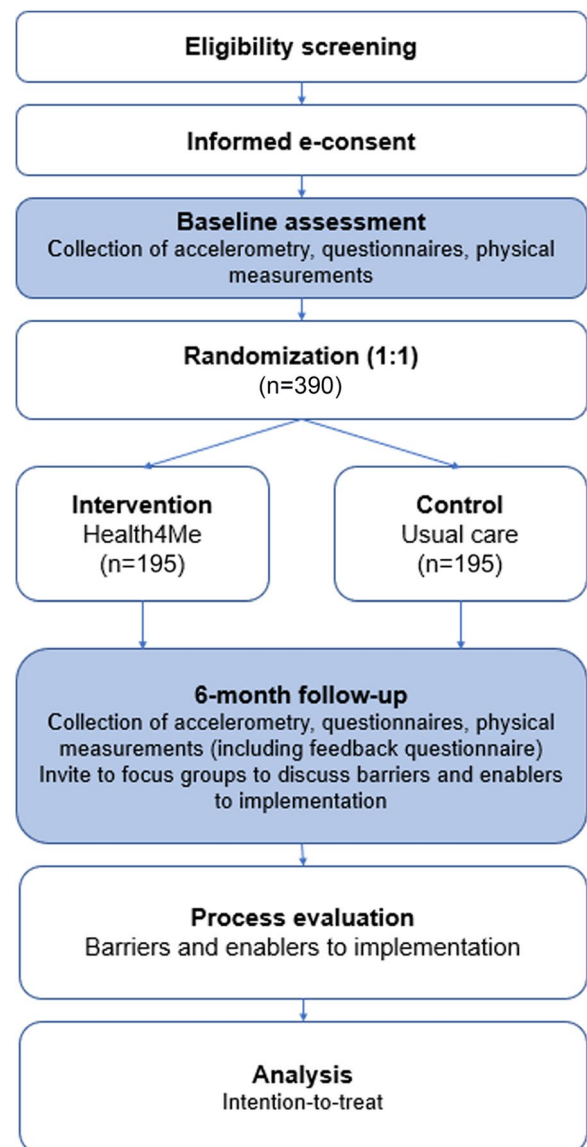 Eligibility screening
Informed e-consent
Baseline assessment
Collection of accelerometry, questionnaires, physical
measurements
Randomization (1:1)
(n=390)
Intervention
Health4Me
(n=195)
Control
Usual care
(n=195)
6-month follow-up
Collection of accelerometry, questionnaires, physical
measurements (including feedback questionnaire)
Invite to focus groups to discuss barriers and enablers
to implementation
Process evaluation
Barriers and enablers to implementation
Analysis
Intention-to-treat